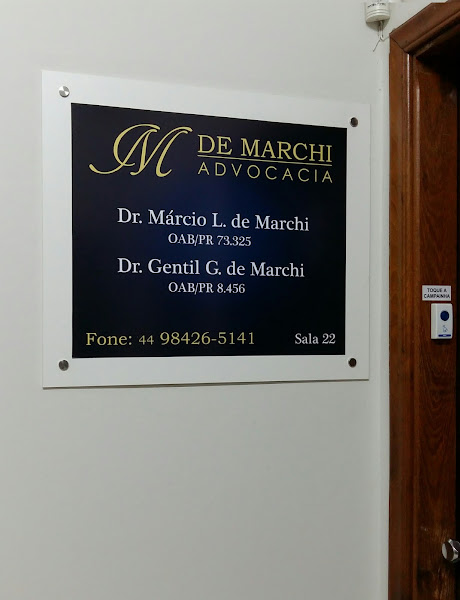 M DE MARCHI
ADVOCACIA
Dr. Márcio L. de Marchi
OAB/PR 73.325
Dr. Gentil G. de Marchi
OAB/PR 8.456
Fone: 44 98426-5141 Sala 22
TOQUE A
CAMPAINHA